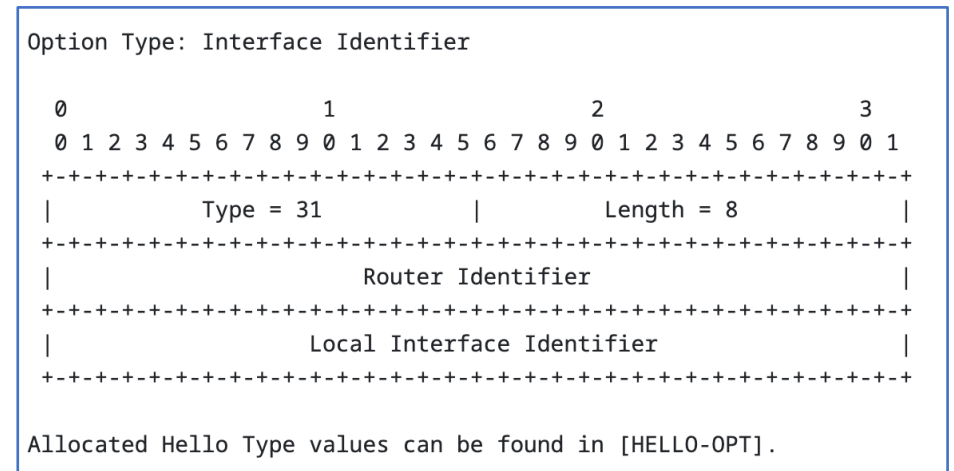 Option Type: Interface Identifier
 0                   1                   2                   3
 0 1 2 3 4 5 6 7 8 9 0 1 2 3 4 5 6 7 8 9 0 1 2 3 4 5 6 7 8 9 0 1
+-+-+-+-+-+-+-+-+-+-+-+-+-+-+-+-+-+-+-+-+-+-+-+-+-+-+-+-+-+-+-+-+
|           Type = 31           |         Length = 8            |
+-+-+-+-+-+-+-+-+-+-+-+-+-+-+-+-+-+-+-+-+-+-+-+-+-+-+-+-+-+-+-+-+
|                       Router Identifier                       |
+-+-+-+-+-+-+-+-+-+-+-+-+-+-+-+-+-+-+-+-+-+-+-+-+-+-+-+-+-+-+-+-+
|                   Local Interface Identifier                  |
+-+-+-+-+-+-+-+-+-+-+-+-+-+-+-+-+-+-+-+-+-+-+-+-+-+-+-+-+-+-+-+-+
Allocated Hello Type values can be found in [HELLO-OPT].